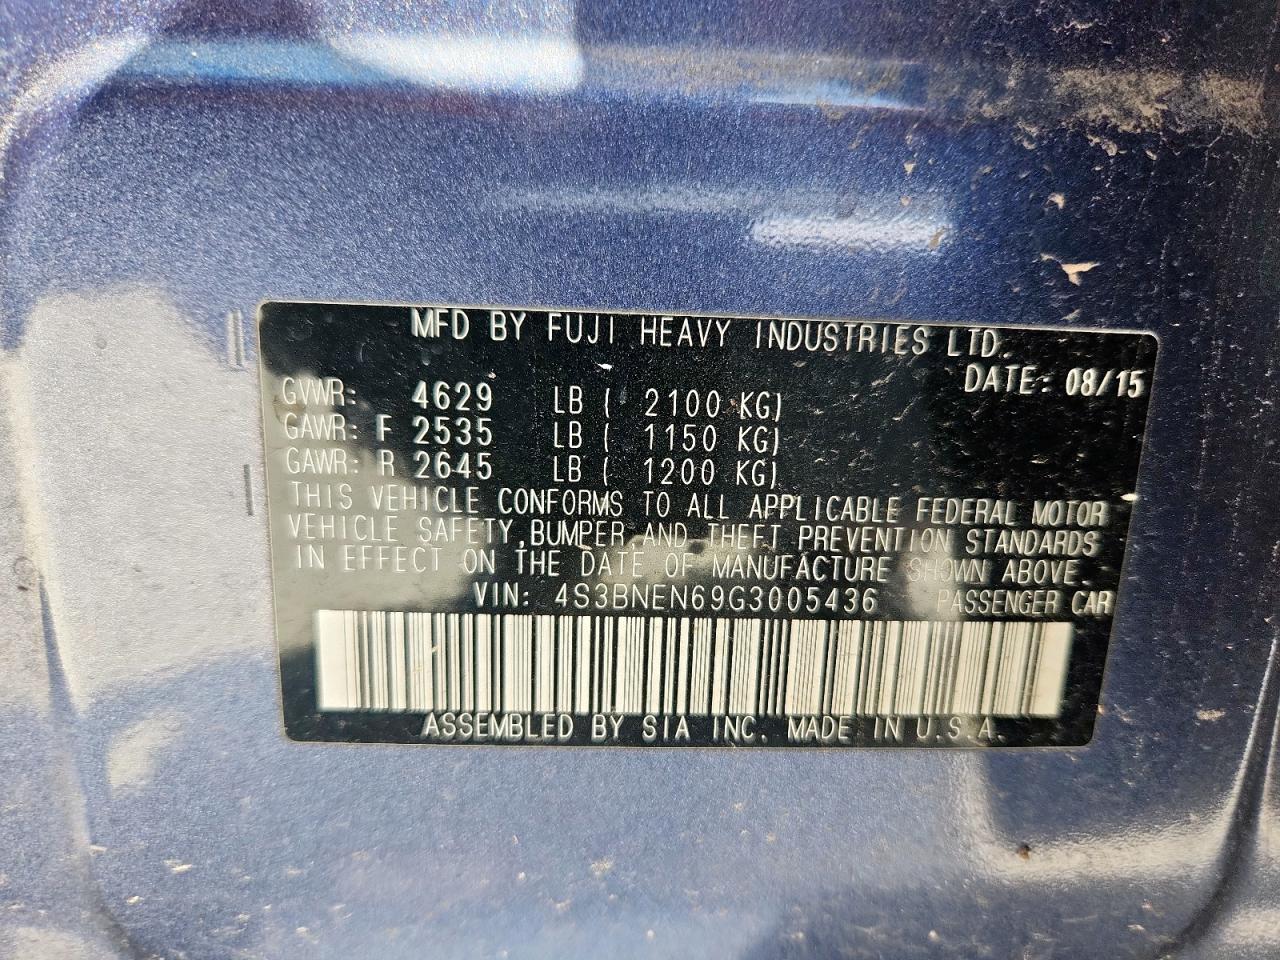 MFD BY FUJI HEAVY INDUSTRIES LTD.
DATE: 08/15
GVWR: 4629 LB ( 2100 KG)
GAWR: F 2535 LB ( 1150 KG)
GAWR: R 2645 LB ( 1200 KG)
THIS VEHICLE CONFORMS TO ALL APPLICABLE FEDERAL MOTOR
VEHICLE SAFETY,BUMPER,AND THEFT PREVENTION STANDARDS
IN EFFECT ON THE DATE OF MANUFACTURE SHOWN ABOVE.
VIN: 4S3BNEN69G3005436 PASSENGER CAR
ASSEMBLED BY SIA INC. MADE IN U.S.A.